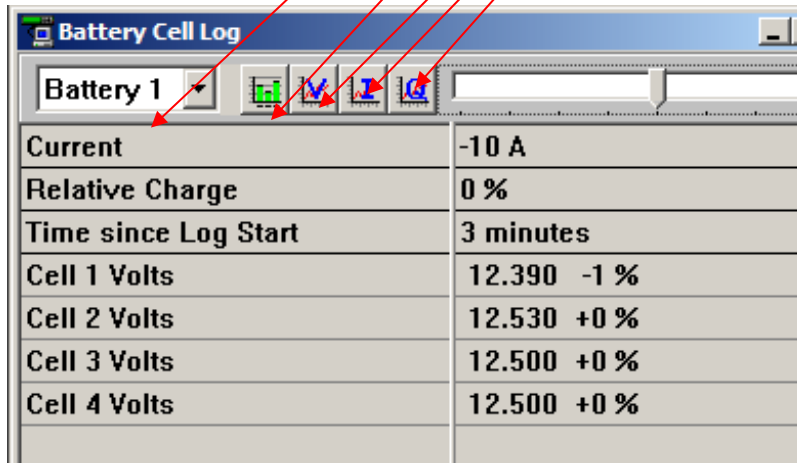 Battery Cell Log
Battery 1 V I Q
Current -10 A
Relative Charge 0 %
Time since Log Start 3 minutes
Cell 1 Volts 12.390 -1 %
Cell 2 Volts 12.530 +0 %
Cell 3 Volts 12.500 +0 %
Cell 4 Volts 12.500 +0 %